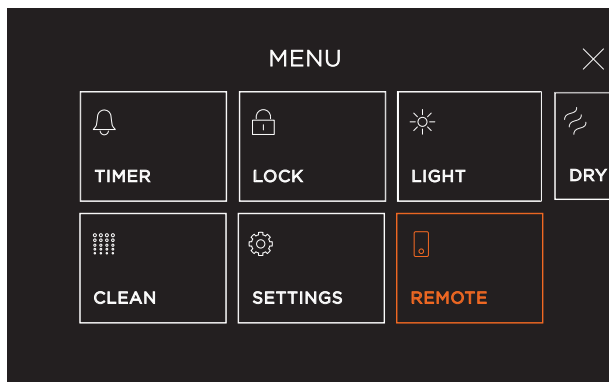 MENU
TIMER
LOCK
LIGHT
DRY
CLEAN
SETTINGS
REMOTE